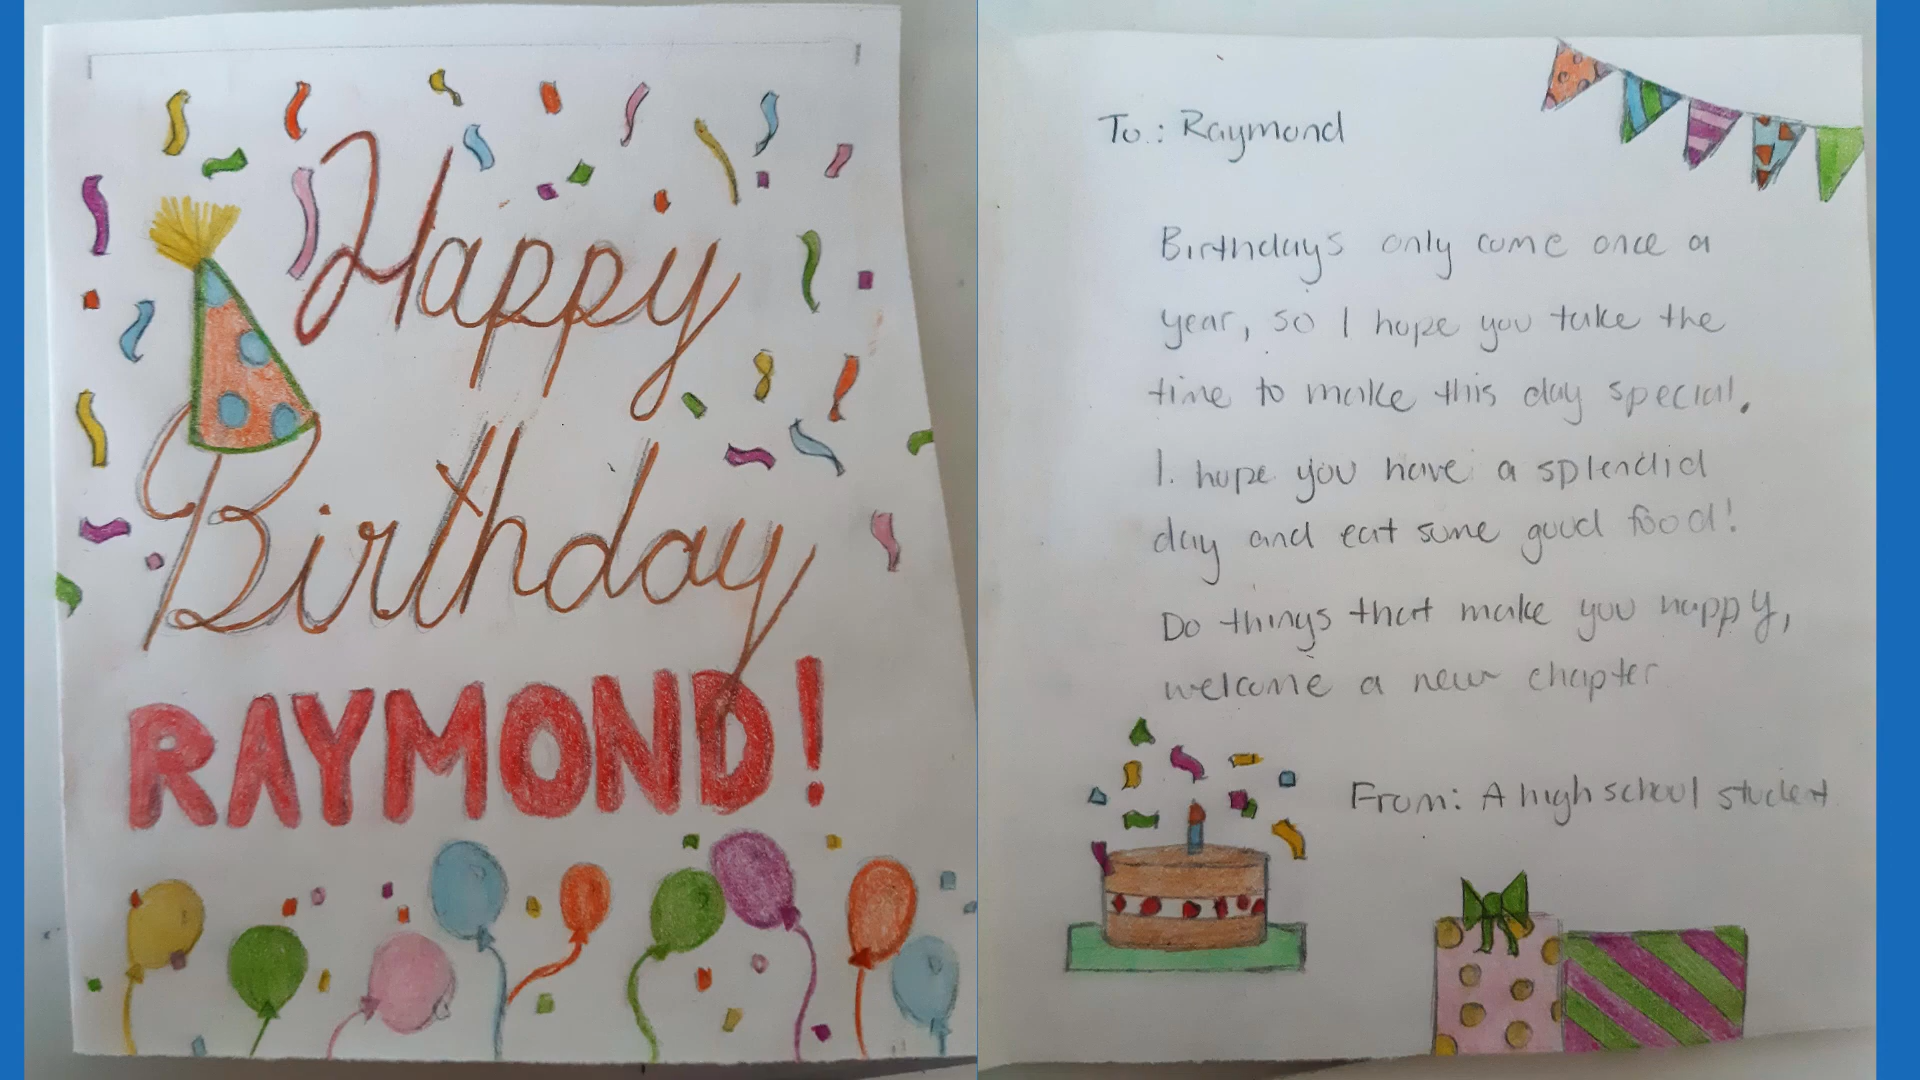 Happy
Birthday
RAYMOND!
To.: Raymond
Birthdays only come once a
year, so I hope you take the
time to make this day special.
I. hope you have a splendid
day and eat some good food!
Do things that make you happy,
welcome a new chapter
From: A high school student